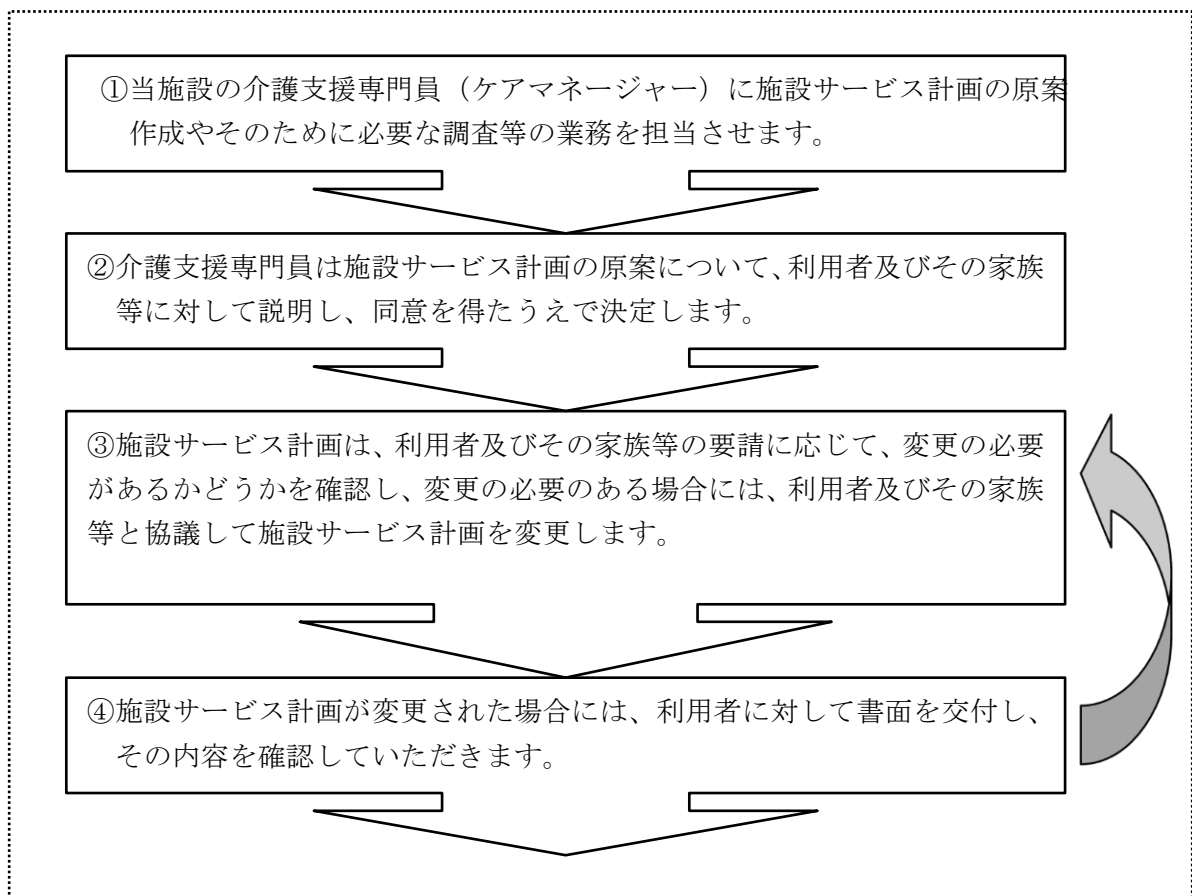 ①当施設の介護支援専門員（ケアマネージャー）に施設サービス計画の原案
作成やそのために必要な調査等の業務を担当させます。
②介護支援専門員は施設サービス計画の原案について、利用者及びその家族
等に対して説明し、同意を得たうえで決定します。
③施設サービス計画は、利用者及びその家族等の要請に応じて、変更の必要
があるかどうかを確認し、変更の必要のある場合には、利用者及びその家族
等と協議して施設サービス計画を変更します。
④施設サービス計画が変更された場合には、利用者に対して書面を交付し、
その内容を確認していただきます。